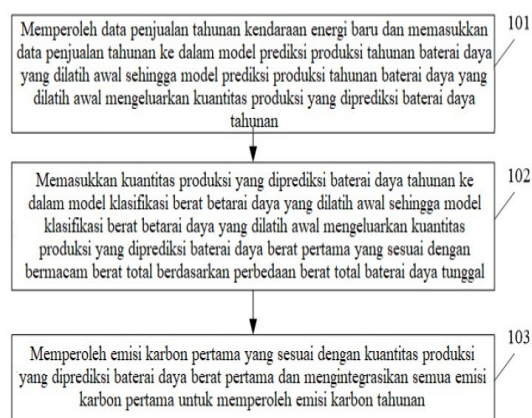 Memperoleh data penjualan tahunan kendaraan energi baru dan memasukkan
data penjualan tahunan ke dalam model prediksi produksi tahunan baterai daya
yang dilatih awal sehingga model prediksi produksi tahunan baterai daya yang
dilatih awal mengeluarkan kuantitas produksi yang diprediksi baterai daya
tahunan
101
Memasukkan kuantitas produksi yang diprediksi baterai daya tahunan ke
dalam model klasifikasi berat betarai daya yang dilatih awal sehingga model
klasifikasi berat betarai daya yang dilatih awal mengeluarkan kuantitas
produksi yang diprediksi baterai daya berat pertama yang sesuai dengan
bermacam berat total berdasarkan perbedaan berat total baterai daya tunggal
102
Memperoleh emisi karbon pertama yang sesuai dengan kuantitas produksi
yang diprediksi baterai daya berat pertama dan mengintegrasikan semua emisi
karbon pertama untuk memperoleh emisi karbon tahunan
103